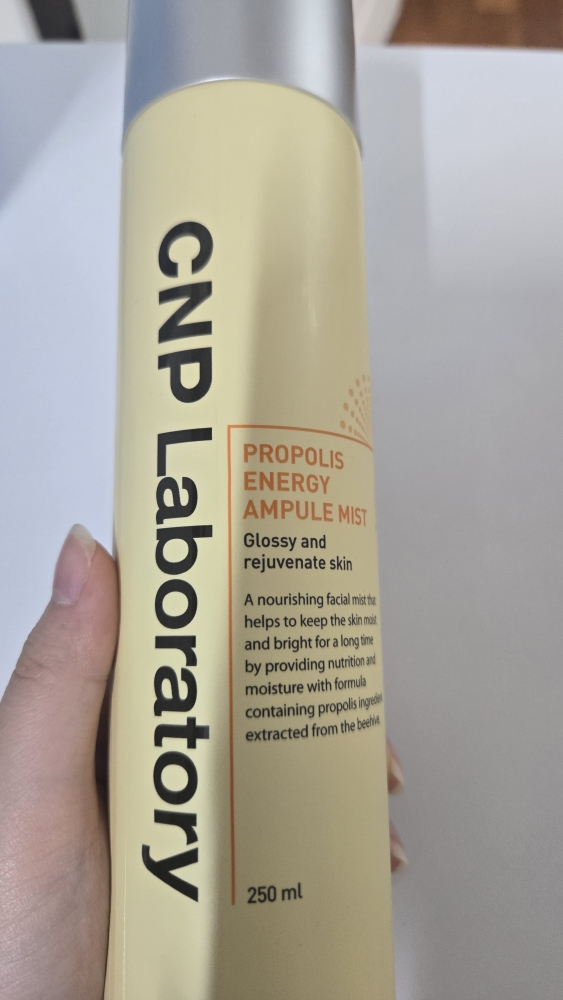 CNP Laboratory
PROPOLIS
ENERGY
AMPULE MIST
Glossy and
rejuvenate skin
A nourishing facial mist that
helps to keep the skin moist
and bright for a long time
by providing nutrition and
moisture with formula
containing propolis
extracted from the beehive
250 ml